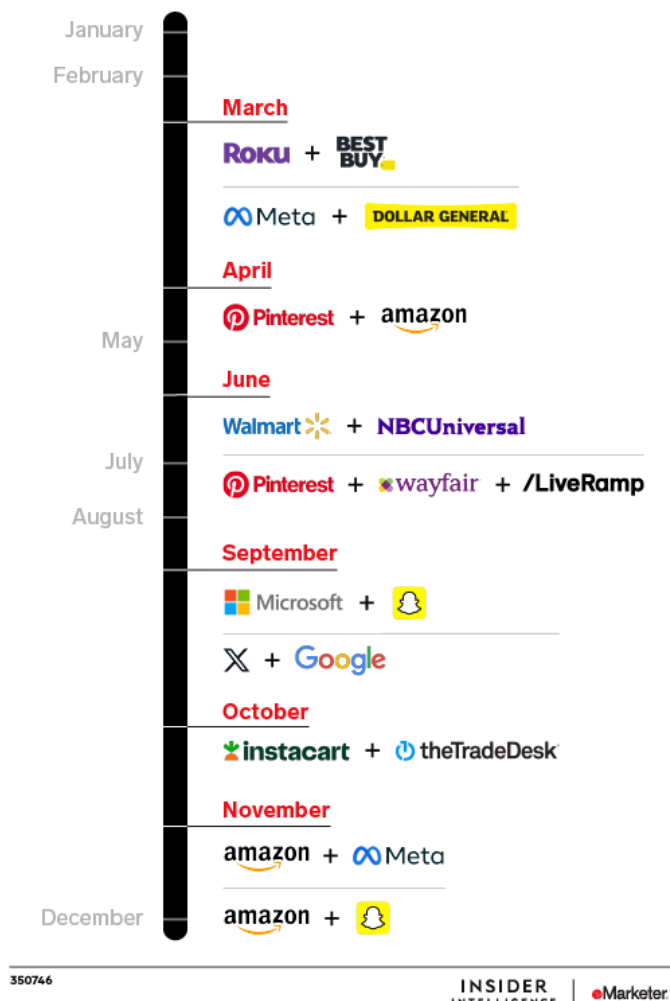 January
February
March
Roku + BEST BUY
Meta + DOLLAR GENERAL
April
Pinterest + amazon
May
June
Walmart + NBCUniversal
July
Pinterest + wayfair + /LiveRamp
August
September
Microsoft +
X + Google
October
instacart + theTradeDesk
November
amazon + Meta
December
amazon +
350746
INSIDER
INTELLIGENCE
eMarketer